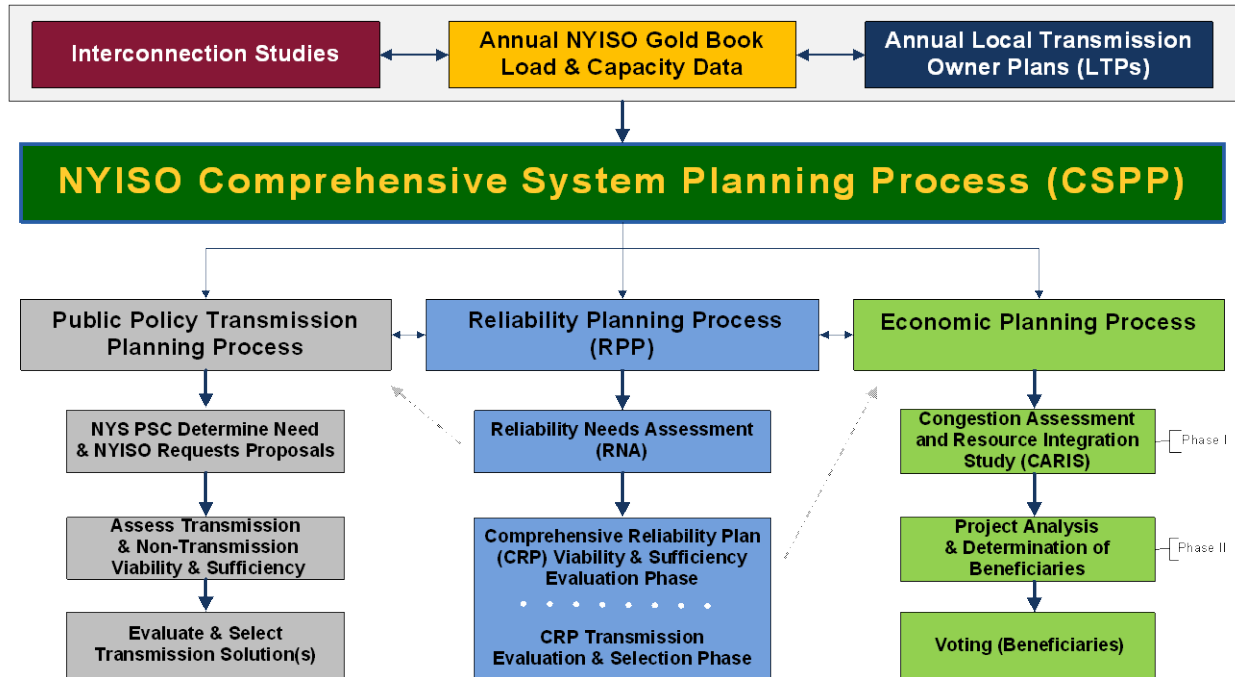 Interconnection Studies
Annual NYISO Gold Book
Load & Capacity Data
Annual Local Transmission
Owner Plans (LTPs)
NYISO Comprehensive System Planning Process (CSPP)
Public Policy Transmission
Planning Process
Reliability Planning Process
(RPP)
Economic Planning Process
NYS PSC Determine Need
& NYISO Requests Proposals
Reliability Needs Assessment
(RNA)
Congestion Assessment
and Resource Integration
Study (CARIS)
Phase I
Assess Transmission
& Non-Transmission
Viability & Sufficiency
Comprehensive Reliability Plan
(CRP) Viability & Sufficiency
Evaluation Phase
Project Analysis
& Determination of
Beneficiaries
Phase II
Evaluate & Select
Transmission Solution(s)
CRP Transmission
Evaluation & Selection Phase
Voting (Beneficiaries)